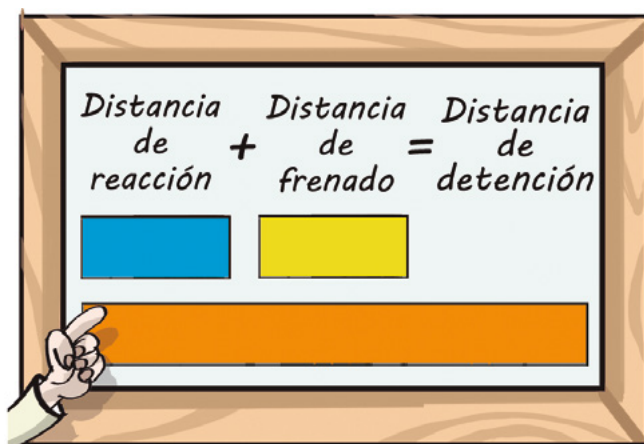 Distancia de reacción + Distancia de frenado = Distancia de detención